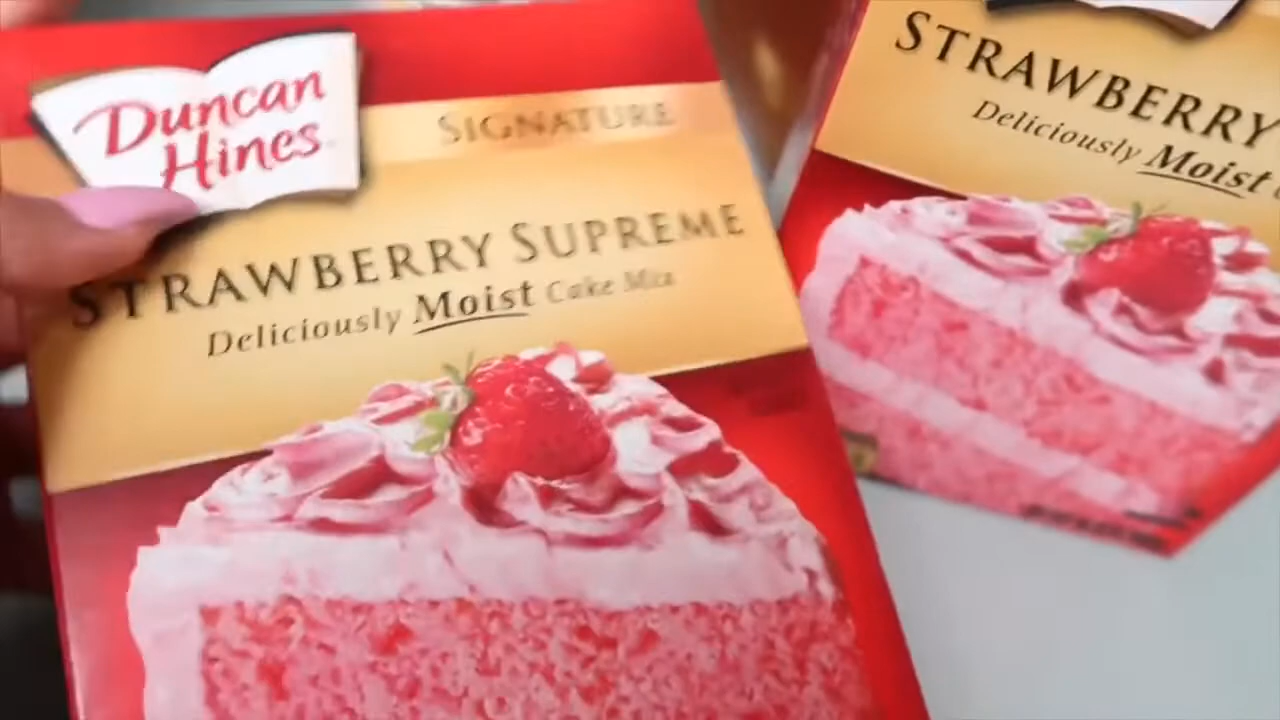 Duncan
Hines
SIGNATURE
STRAWBERRY SUPREME
Deliciously Moist Cake Mix
STRAWBERRY
Deliciously Moist